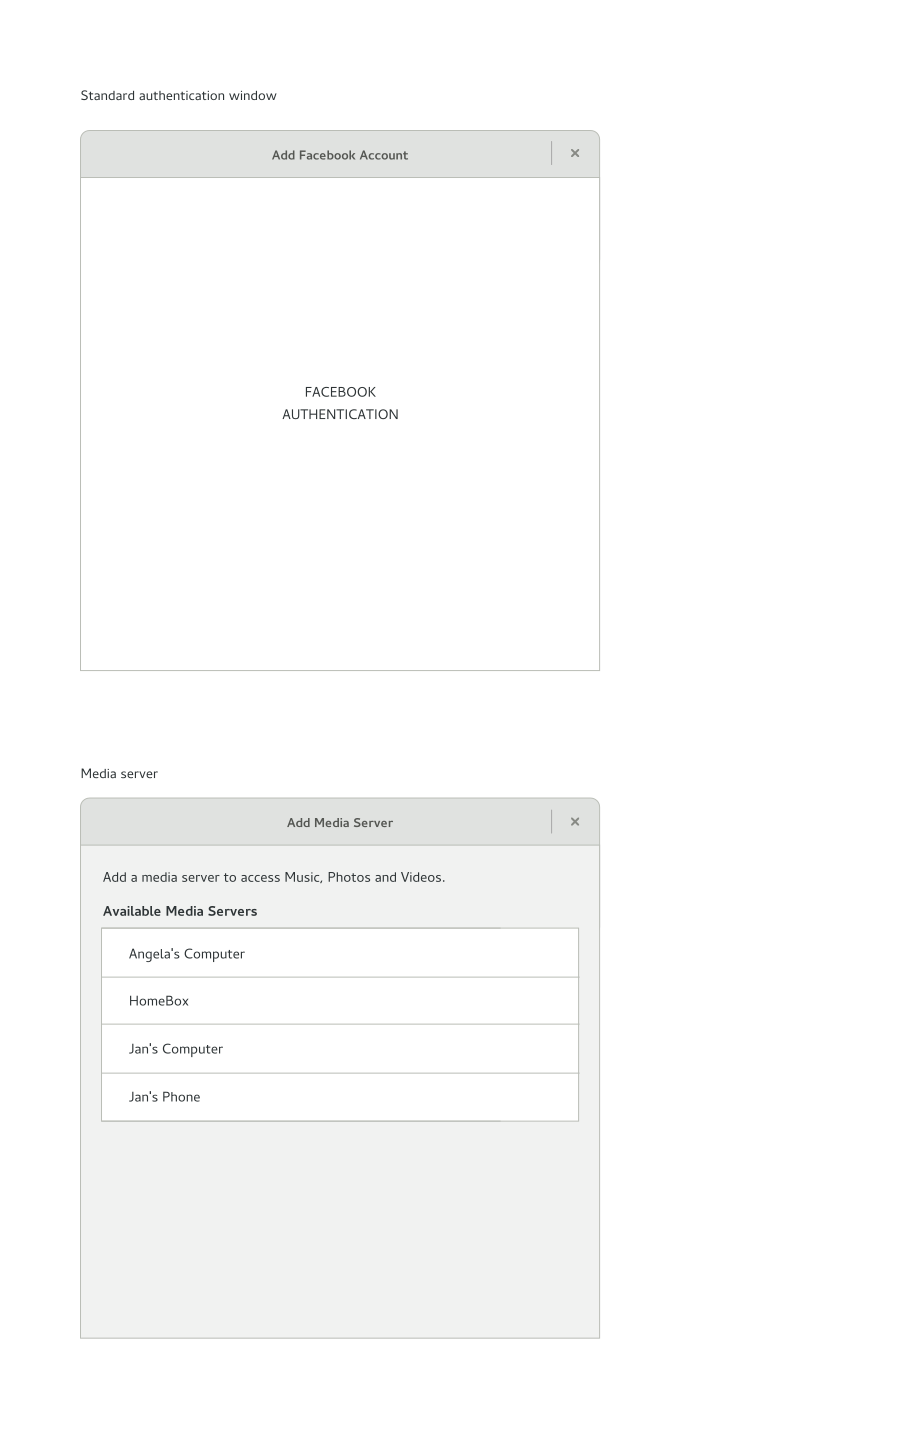 Standard authentication window
Add Facebook Account
FACEBOOK
AUTHENTICATION
Media server
Add Media Server
Add a media server to access Music, Photos and Videos.
Available Media Servers
Angela's Computer
HomeBox
Jan's Computer
Jan's Phone